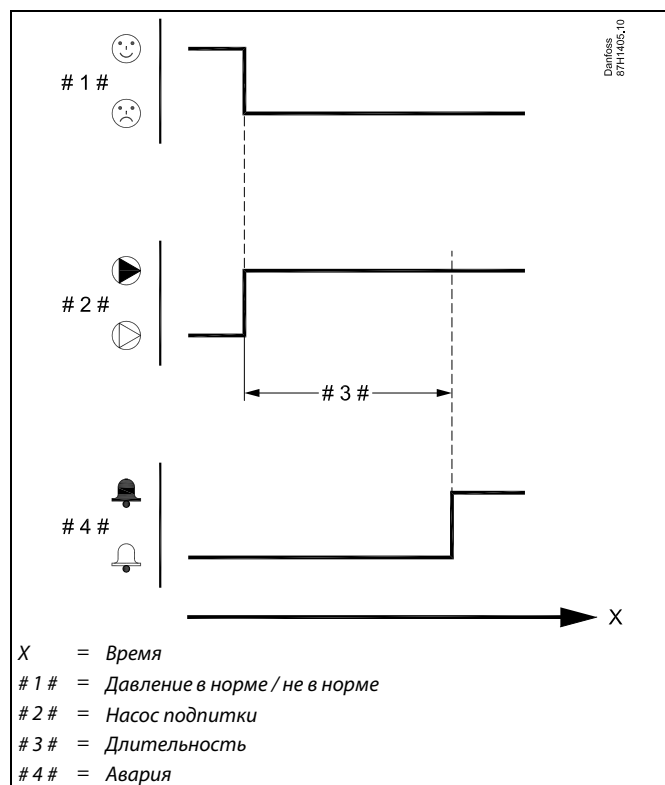 Danfoss
87H1405.10
# 1 #
# 2 #
# 3 #
# 4 #
X
X = Время
# 1 # = Давление в норме / не в норме
# 2 # = Насос подпитки
# 3 # = Длительность
# 4 # = Авария